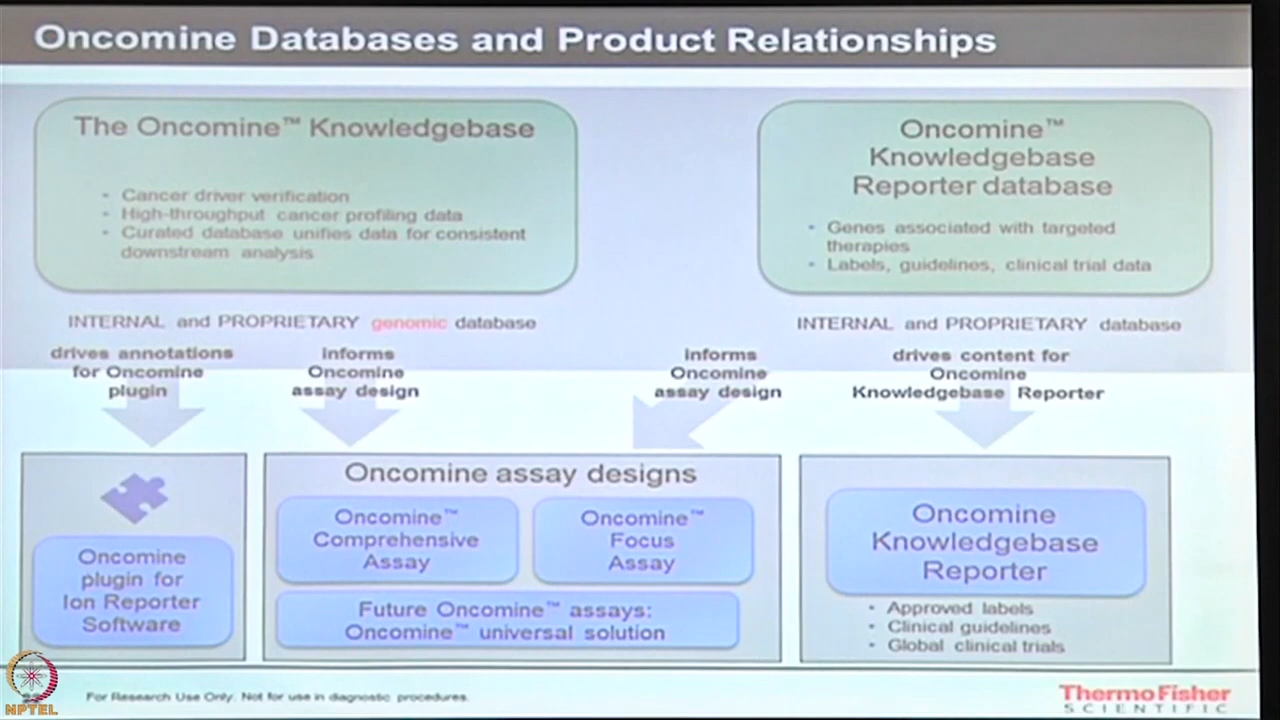 Oncomine Databases and Product Relationships
The Oncomine™ Knowledgebase
• Cancer driver verification
• High-throughput cancer profiling data
• Curated database unifies data for consistent
downstream analysis
Oncomine™
Knowledgebase
Reporter database
• Genes associated with targeted
therapies
• Labels, guidelines, clinical trial data
INTERNAL and PROPRIETARY genomic database
INTERNAL and PROPRIETARY database
drives annotations
for Oncomine
plugin
Informs
Oncomine
assay design
Informs
Oncomine
assay design
drives content for
Oncomine
Knowledgebase Reporter
Oncomine
plugin for
Ion Reporter
Software
Oncomine assay designs
Oncomine™
Comprehensive
Assay
Oncomine™
Focus
Assay
Future Oncomine™ assays:
Oncomine™ universal solution
Oncomine
Knowledgebase
Reporter
• Approved labels
• Clinical guidelines
• Global clinical trials
For Research Use Only. Not for use in diagnostic procedures.
ThermoFisher
SCIENTIFIC
NPTEL